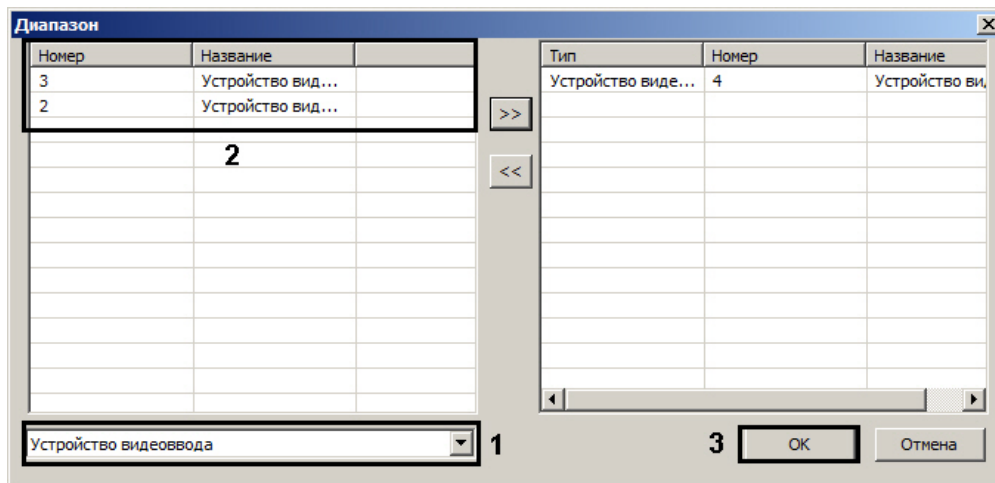 Диапазон
Номер Название
3 Устройство вид...
2 Устройство вид...
2
>>
<<
Тип Номер Название
Устройство виде... 4 Устройство ви
Устройство видеоввода 1
3 OK Отмена